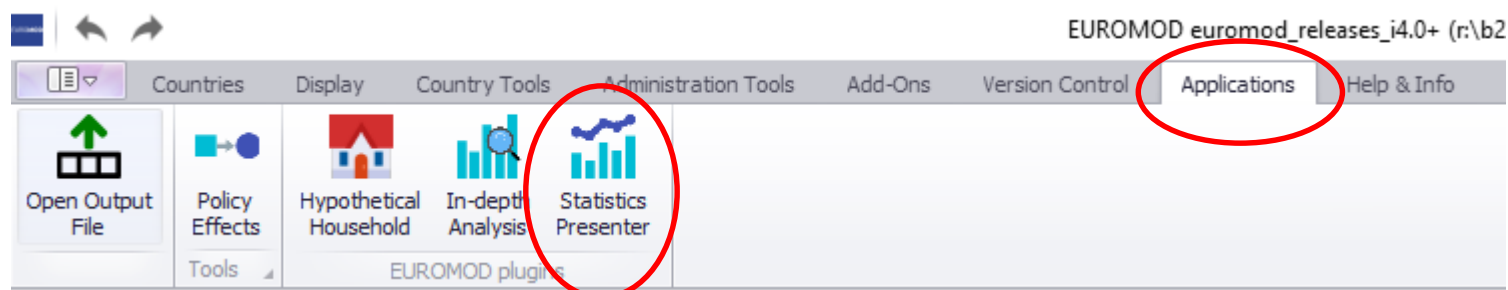 EUROMOD euromod_releases_i4.0+ (r:\b2
Countries Display Country Tools Administration Tools Add-Ons Version Control Applications Help & Info
Open Output File
Policy Effects
Hypothetical Household
In-depth Analysis
Statistics Presenter
Tools
EUROMOD plugins